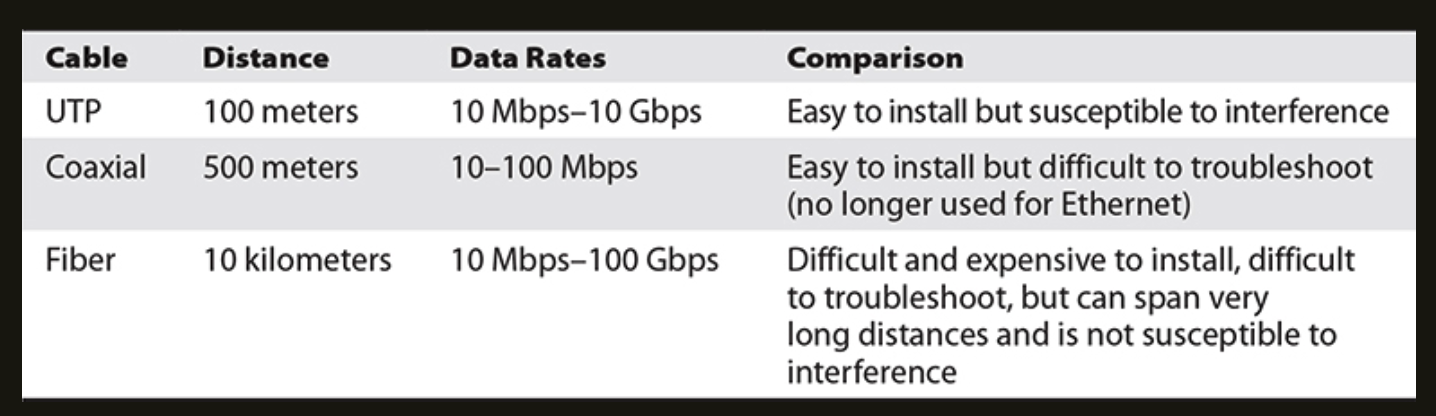 Cable Distance Data Rates Comparison
UTP 100 meters 10 Mbps–10 Gbps Easy to install but susceptible to interference
Coaxial 500 meters 10–100 Mbps Easy to install but difficult to troubleshoot
(no longer used for Ethernet)
Fiber 10 kilometers 10 Mbps–100 Gbps Difficult and expensive to install, difficult
to troubleshoot, but can span very
long distances and is not susceptible to
interference